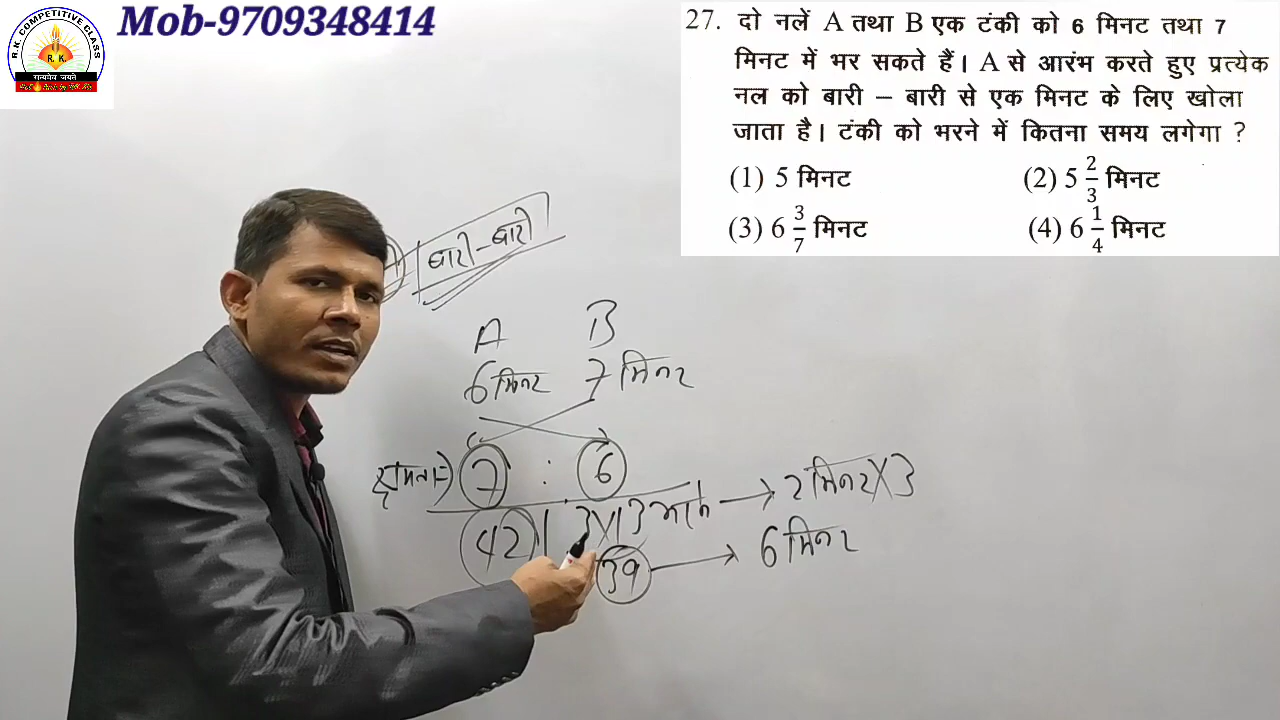 R.K COMPETITIVE CLASS
R. K.
सत्यमेव जयते
Mob-9709348414
27. दो नलें A तथा B एक टंकी को 6 मिनट तथा 7
मिनट में भर सकते हैं। A से आरंभ करते हुए प्रत्येक
नल को बारी – बारी से एक मिनट के लिए खोला
जाता है। टंकी को भरने में कितना समय लगेगा ?
(1) 5 मिनट (2) 5 2/3 मिनट
(3) 6 3/7 मिनट (4) 6 1/4 मिनट
बारी-बारी
A B
6 मिनट 7 मिनट
क्षमता→ 7 : 6
42 3×13 भाग → 2 मिनट×3
39 → 6 मिनट